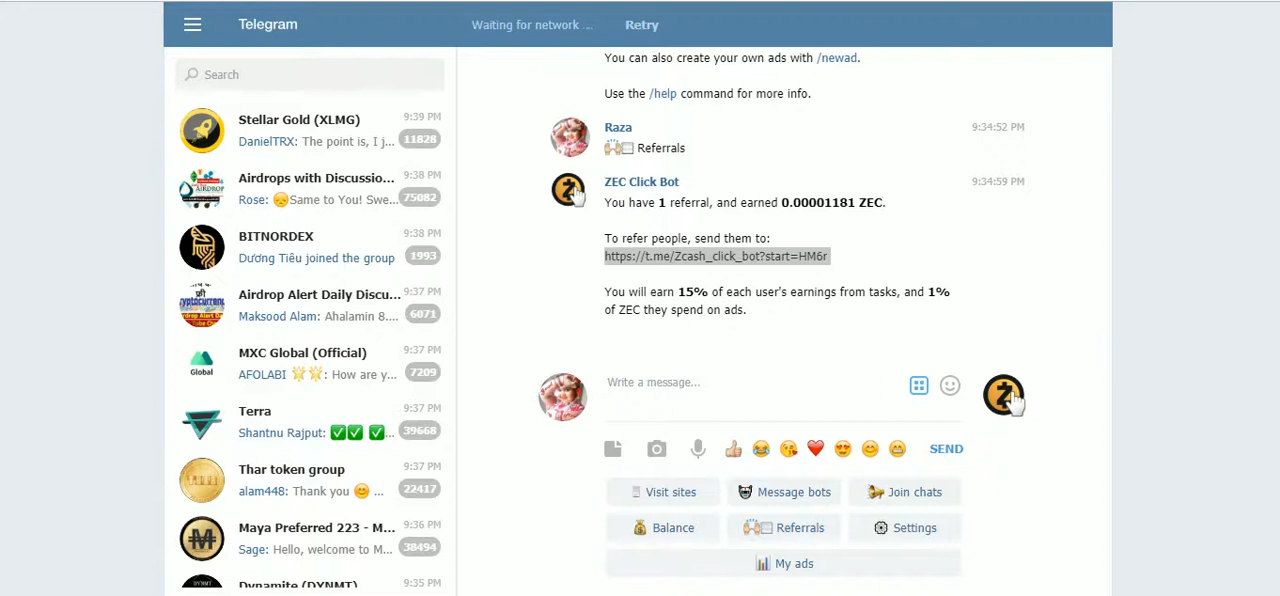 Telegram
Waiting for network ...
Retry
Search
Stellar Gold (XLMG)
9:39 PM
DanielTRX: The point is, I j...
11828
Airdrops with Discussio...
9:38 PM
Rose: 😞Same to You! Swe...
75082
BITNORDEX
9:38 PM
Dương Tiêu joined the group
1993
Airdrop Alert Daily Discu...
9:37 PM
Maksood Alam: Ahalamin 8....
6071
MXC Global (Official)
9:37 PM
AFOLABI 🌟🌟: How are y...
7209
Global
Terra
9:37 PM
Shantnu Rajput: ✅✅ ✅...
39668
Thar token group
9:37 PM
alam448: Thank you 😊 ...
22417
Maya Preferred 223 - M...
9:36 PM
Sage: Hello, welcome to M...
38494
Dynamite (DYNMT)
9:35 PM
You can also create your own ads with /newad.
Use the /help command for more info.
Raza
9:34:52 PM
🙌🏼 Referrals
ZEC Click Bot
9:34:59 PM
You have 1 referral, and earned 0.00001181 ZEC.
To refer people, send them to:
https://t.me/Zcash_click_bot?start=HM6r
You will earn 15% of each user's earnings from tasks, and 1%
of ZEC they spend on ads.
Write a message...
SEND
Visit sites
Message bots
Join chats
Balance
Referrals
Settings
My ads